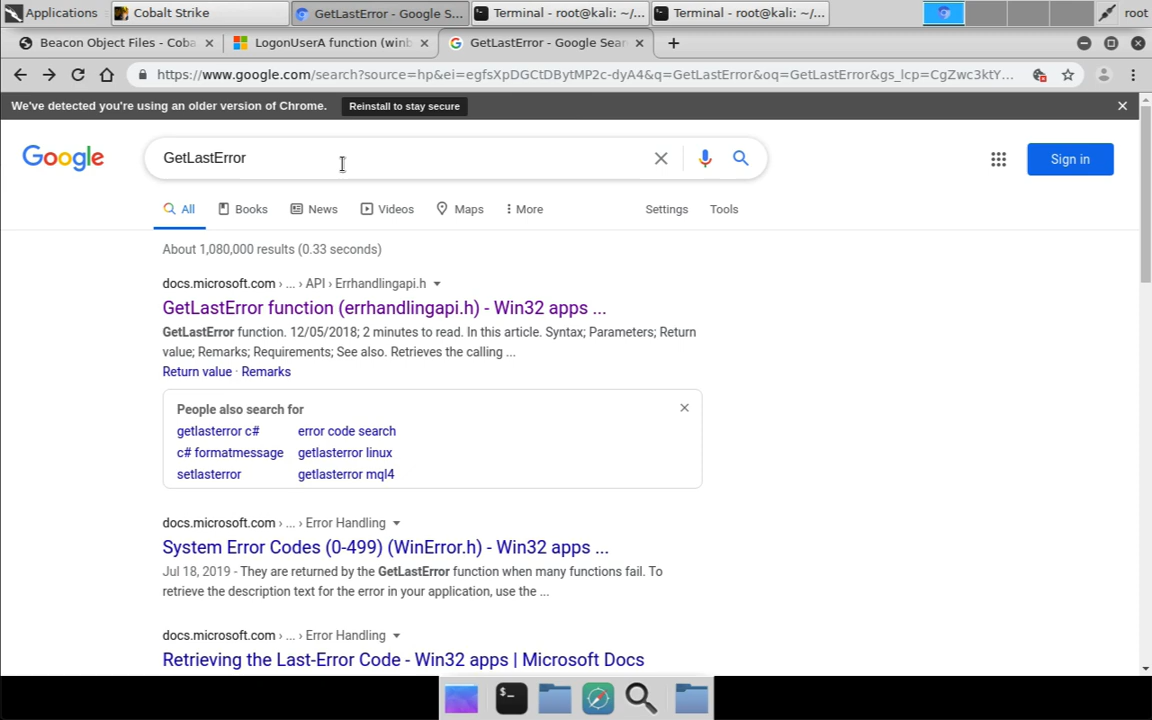 Applications
Cobalt Strike
GetLastError - Google S...
Terminal - root@kali: ~/...
Terminal - root@kali: ~/...
root
Beacon Object Files - Coba
LogonUserA function (winb
GetLastError - Google Sear
https://www.google.com/search?source=hp&ei=egfsXpDGCtDBytMP2c-dyA4&q=GetLastError&oq=GetLastError&gs_lcp=CgZwc3ktY...
We've detected you're using an older version of Chrome.
Reinstall to stay secure
Google
GetLastError
Sign in
All
Books
News
Videos
Maps
More
Settings
Tools
About 1,080,000 results (0.33 seconds)
docs.microsoft.com › ... › API › Errhandlingapi.h
GetLastError function (errhandlingapi.h) - Win32 apps ...
GetLastError function. 12/05/2018; 2 minutes to read. In this article. Syntax; Parameters; Return
value; Remarks; Requirements; See also. Retrieves the calling ...
Return value · Remarks
People also search for
getlasterror c#
error code search
c# formatmessage
getlasterror linux
setlasterror
getlasterror mql4
docs.microsoft.com › ... › Error Handling
System Error Codes (0-499) (WinError.h) - Win32 apps ...
Jul 18, 2019 - They are returned by the GetLastError function when many functions fail. To
retrieve the description text for the error in your application, use the ...
docs.microsoft.com › ... › Error Handling
Retrieving the Last-Error Code - Win32 apps | Microsoft Docs